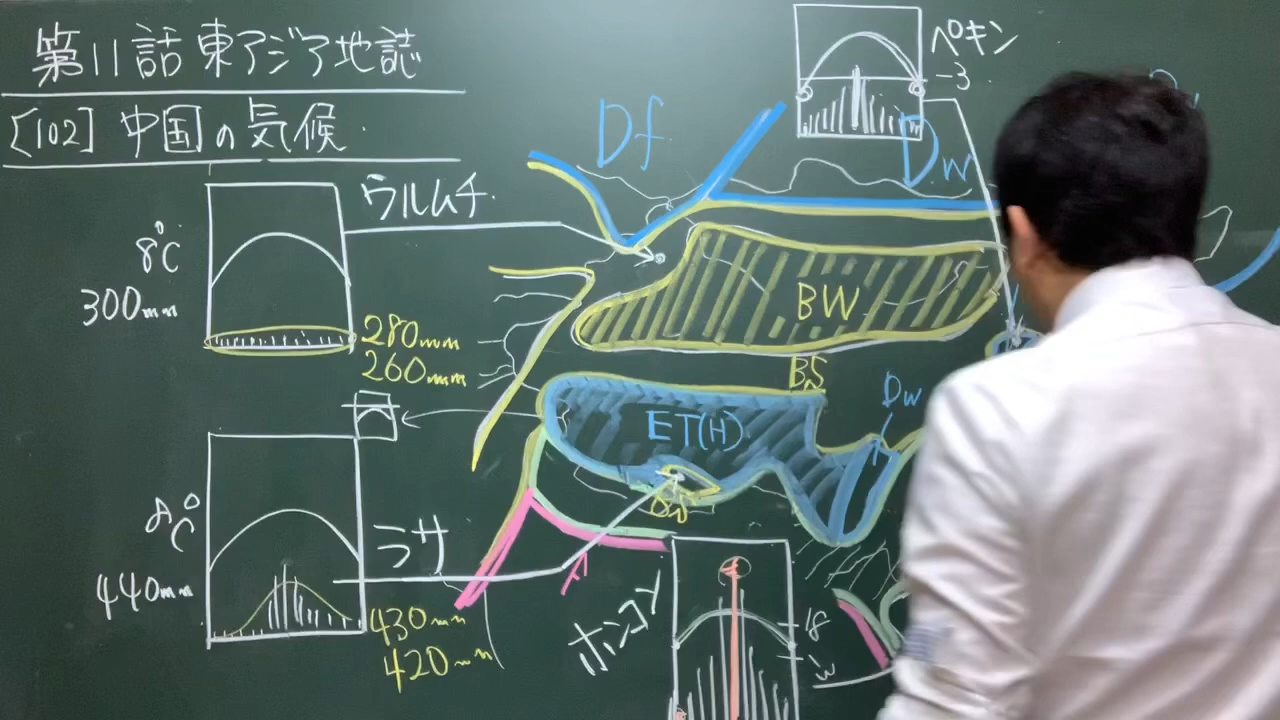 第11話 東アジア地誌
[102] 中国の気候
ペキン
-3
Df
Dw
ウルムチ
8℃
300mm
280mm
260mm
BW
BS
Dw
ET(H)
ラサ
8℃
440mm
430mm
420mm
ホンコン
18